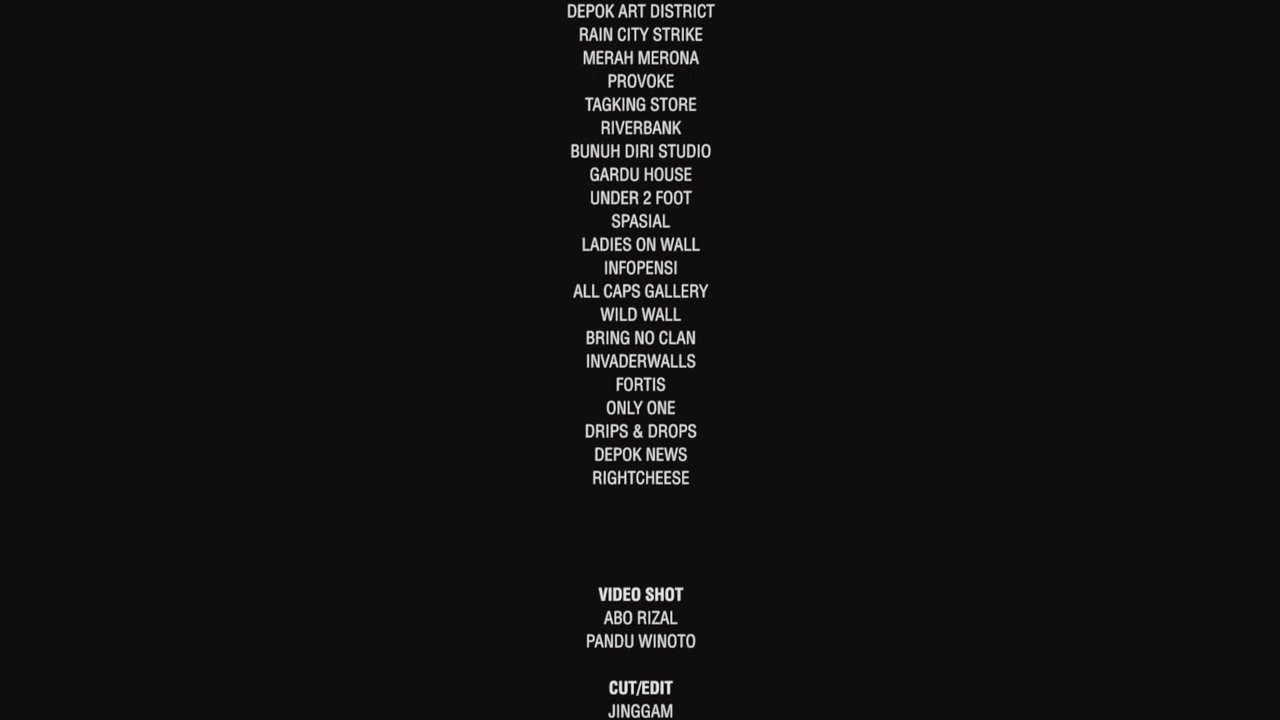 DEPOK ART DISTRICT
RAIN CITY STRIKE
MERAH MERONA
PROVOKE
TAGKING STORE
RIVERBANK
BUNUH DIRI STUDIO
GARDU HOUSE
UNDER 2 FOOT
SPASIAL
LADIES ON WALL
INFOPENSI
ALL CAPS GALLERY
WILD WALL
BRING NO CLAN
INVADERWALLS
FORTIS
ONLY ONE
DRIPS & DROPS
DEPOK NEWS
RIGHTCHEESE
VIDEO SHOT
ABO RIZAL
PANDU WINOTO
CUT/EDIT
JINGGAM